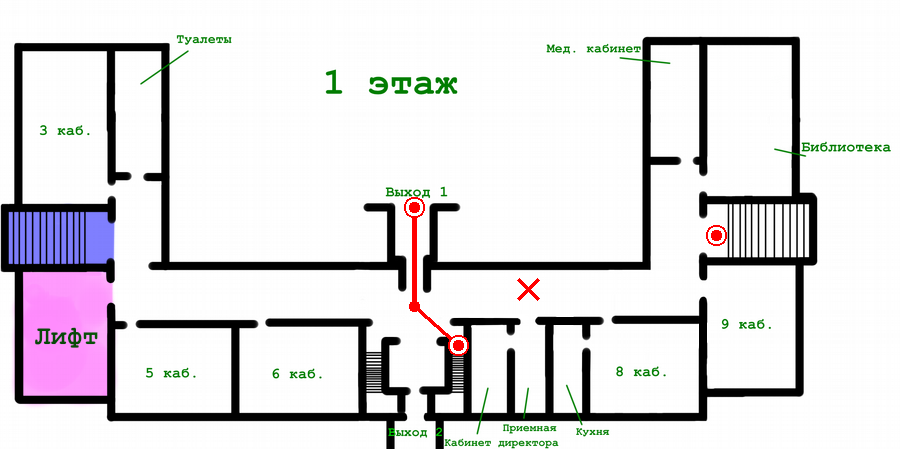 Туалеты
Мед. кабинет
1 этаж
3 каб.
Библиотека
Выход 1
Лифт
9 каб.
5 каб.
6 каб.
8 каб.
Выход 2
Приемная
Кухня
Кабинет директора